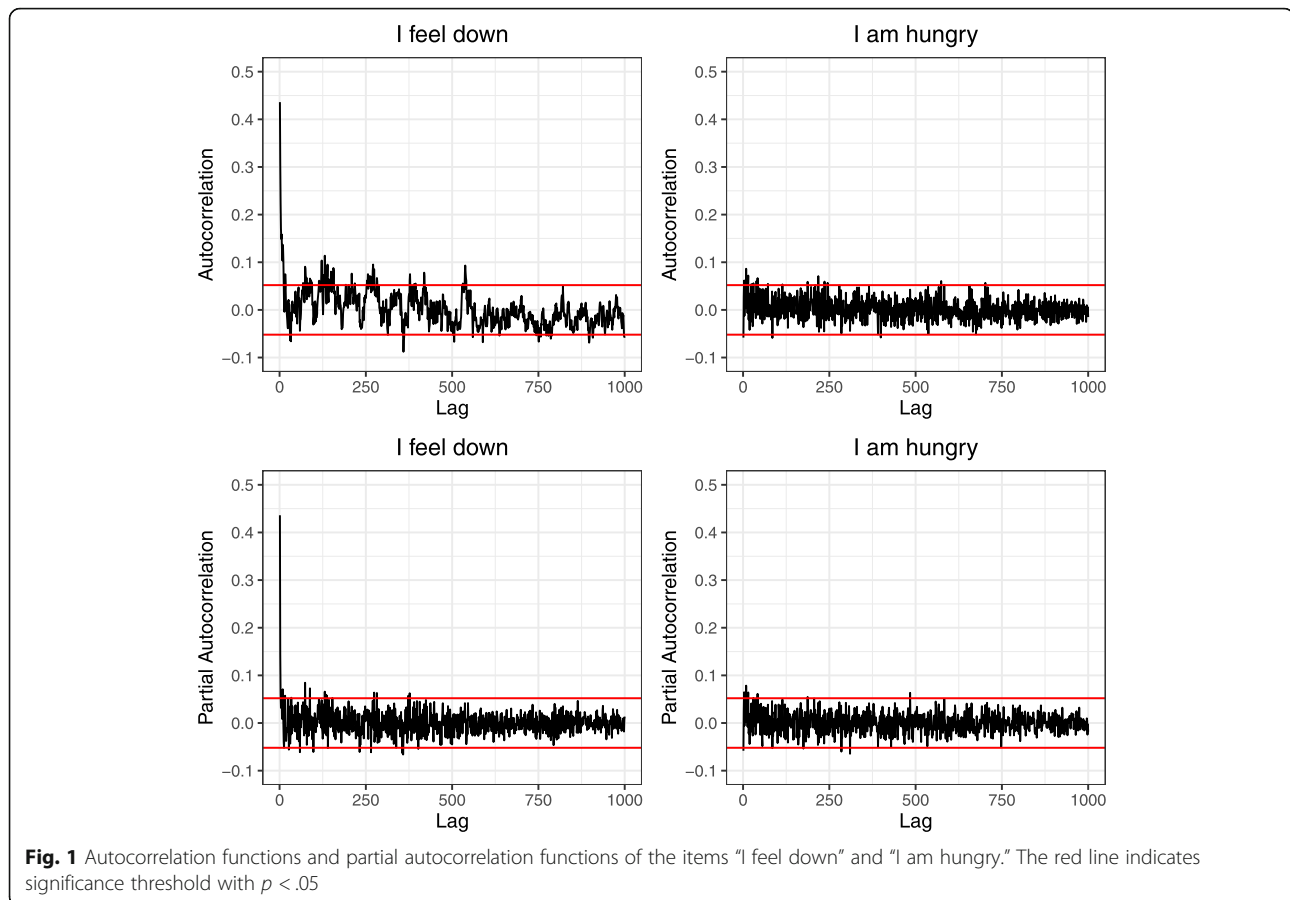 I feel down
I am hungry
0.5
0.4
0.3
0.2
0.1
0.0
−0.1
Autocorrelation
0 250 500 750 1000
Lag
0.5
0.4
0.3
0.2
0.1
0.0
−0.1
Autocorrelation
0 250 500 750 1000
Lag
I feel down
I am hungry
0.5
0.4
0.3
0.2
0.1
0.0
−0.1
Partial Autocorrelation
0 250 500 750 1000
Lag
0.5
0.4
0.3
0.2
0.1
0.0
−0.1
Partial Autocorrelation
0 250 500 750 1000
Lag
Fig. 1 Autocorrelation functions and partial autocorrelation functions of the items “I feel down” and “I am hungry.” The red line indicates
significance threshold with p < .05